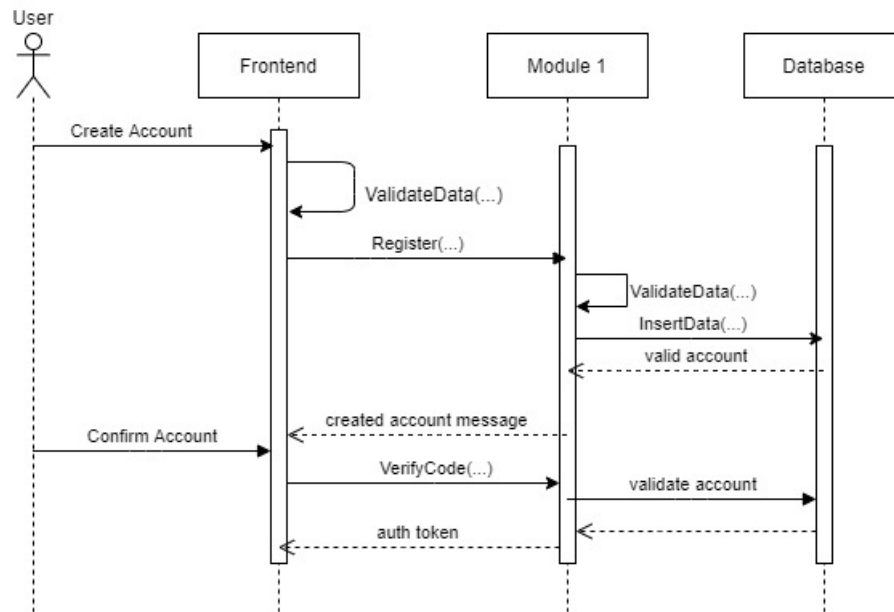 User
Frontend
Module 1
Database
Create Account
ValidateData(...)
Register(...)
ValidateData(...)
InsertData(...)
valid account
created account message
Confirm Account
VerifyCode(...)
validate account
auth token